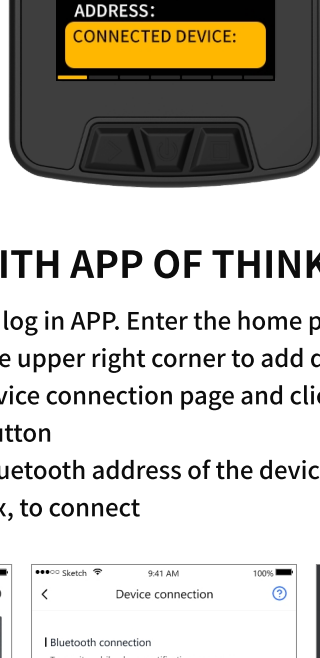 ADDRESS:
CONNECTED DEVICE:
ITH APP OF THINK
log in APP. Enter the home p
e upper right corner to add d
vice connection page and cli
utton
uetooth address of the devic
x, to connect
Sketch 9:41 AM 100%
Device connection
Bluetooth connection